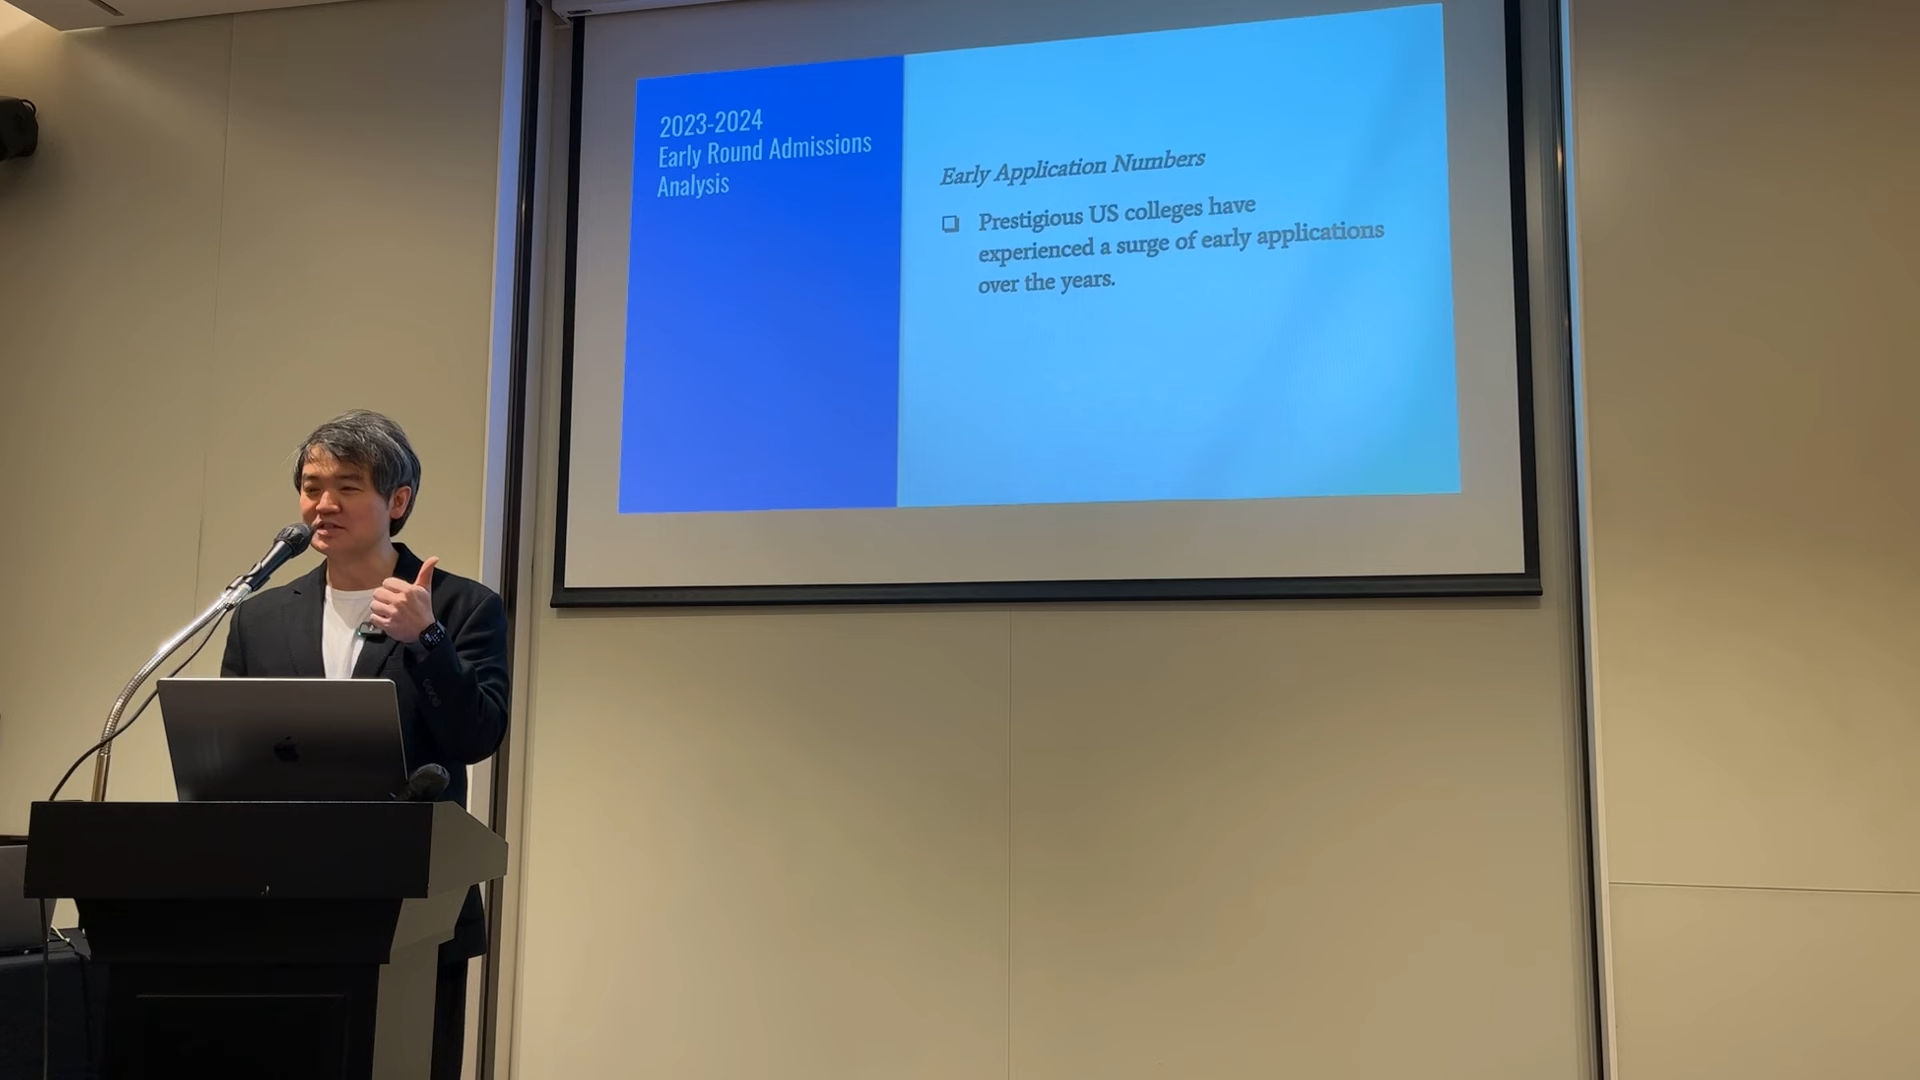 2023-2024
Early Round Admissions
Analysis
Early Application Numbers
Prestigious US colleges have
experienced a surge of early applications
over the years.